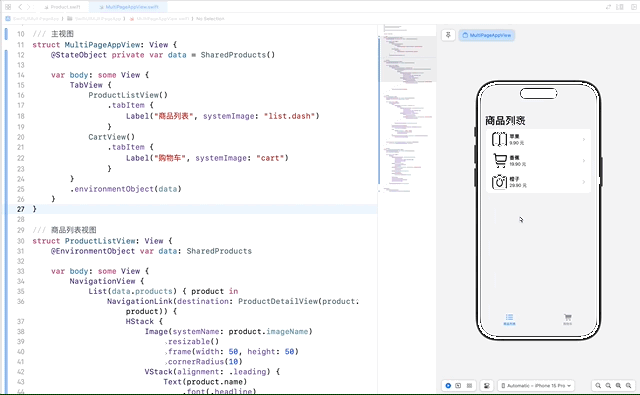 Product.swift
MultiPageAppView.swift
No Selection
10 /// 主视图
11 struct MultiPageAppView: View {
12 @StateObject private var data = SharedProducts()
13
14 var body: some View {
15 TabView {
16 ProductListView()
17 .tabItem {
18 Label("商品列表", systemImage: "list.dash")
19 }
20 CartView()
21 .tabItem {
22 Label("购物车", systemImage: "cart")
23 }
24 }
25 .environmentObject(data)
26 }
27 }
28
29 /// 商品列表视图
30 struct ProductListView: View {
31 @EnvironmentObject var data: SharedProducts
32
33 var body: some View {
34 NavigationView {
35 List(data.products) { product in
36 NavigationLink(destination: ProductDetailView(product:
product)) {
37 HStack {
38 Image(systemName: product.imageName)
39 .resizable()
40 .frame(width: 50, height: 50)
41 .cornerRadius(10)
42 VStack(alignment: .leading) {
43 Text(product.name)
44 .font(.headline)
MultiPageAppView
商品列表
苹果
9.90 元
香蕉
19.90 元
橙子
29.90 元
商品列表
购物车
Automatic – iPhone 15 Pro